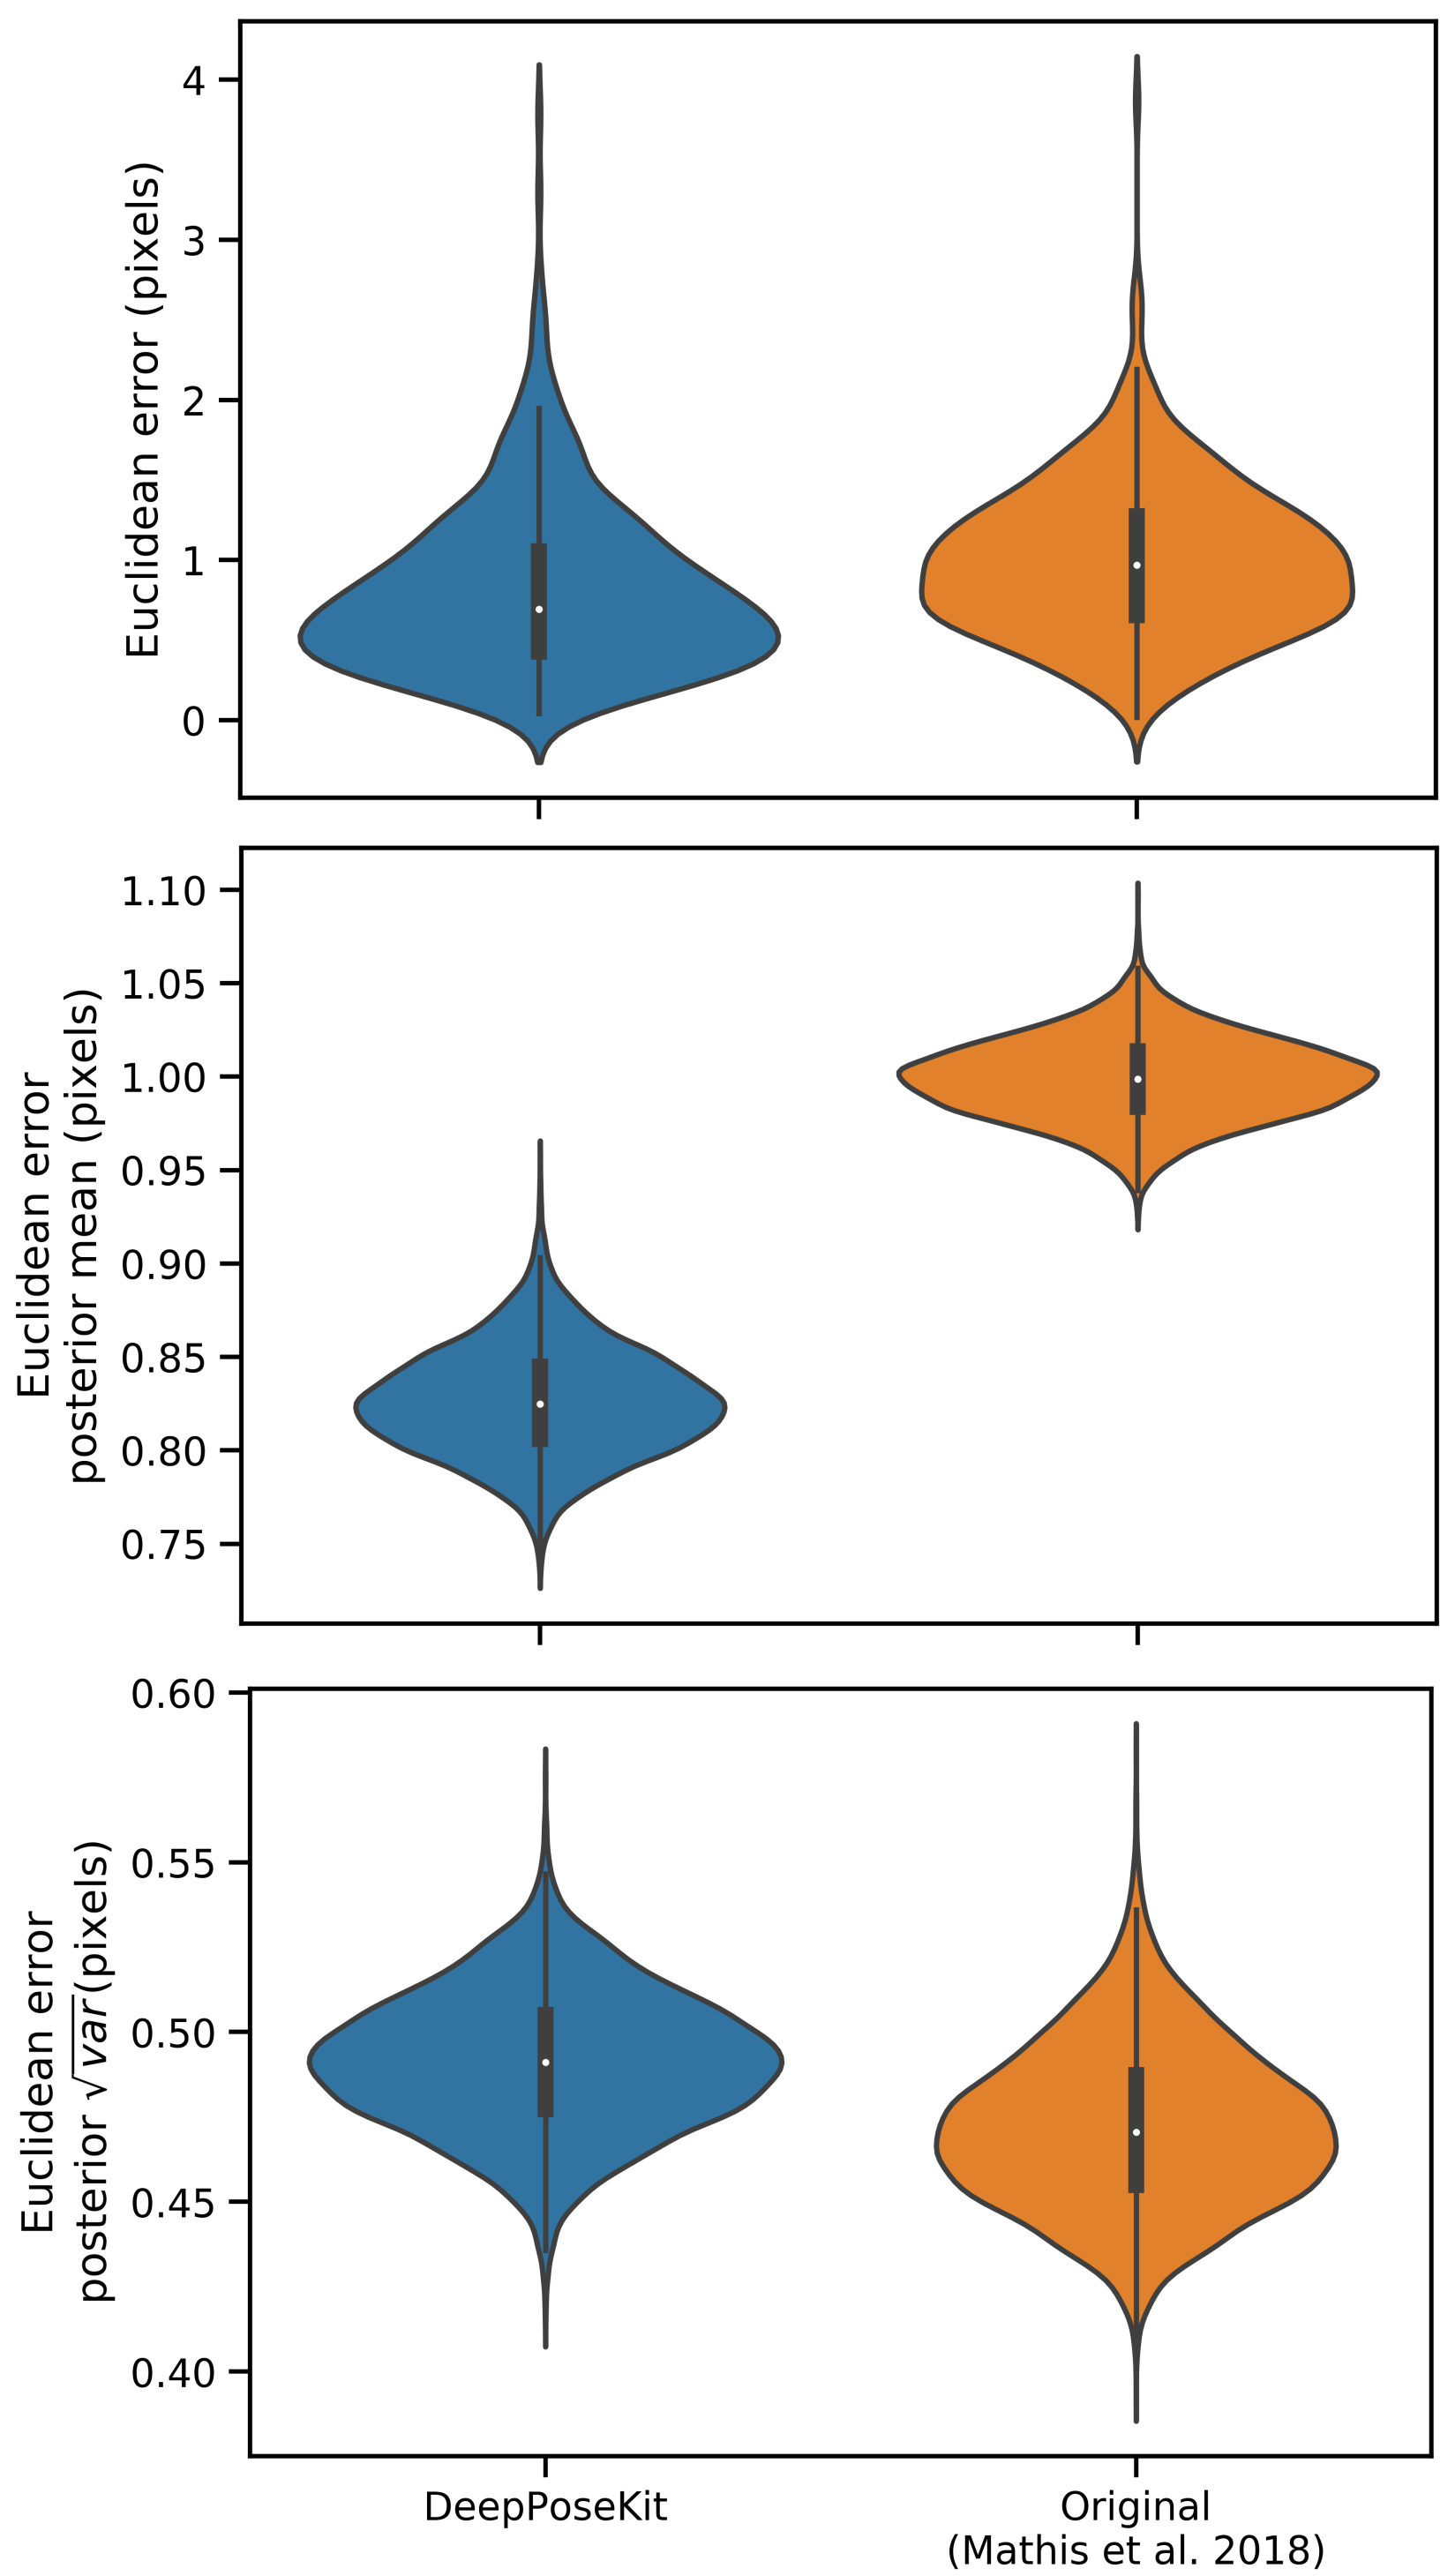 Euclidean error (pixels)
4
3
2
1
0
Euclidean error
posterior mean (pixels)
1.10
1.05
1.00
0.95
0.90
0.85
0.80
0.75
Euclidean error
posterior √var(pixels)
0.60
0.55
0.50
0.45
0.40
DeepPoseKit
Original
(Mathis et al. 2018)